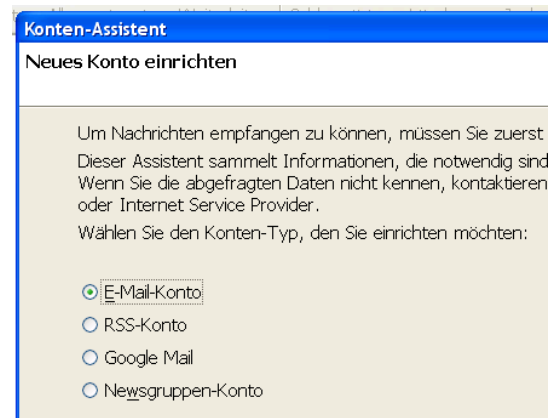 Konten-Assistent
Neues Konto einrichten
Um Nachrichten empfangen zu können, müssen Sie zuerst
Dieser Assistent sammelt Informationen, die notwendig sind
Wenn Sie die abgefragten Daten nicht kennen, kontaktieren
oder Internet Service Provider.
Wählen Sie den Konten-Typ, den Sie einrichten möchten:
E-Mail-Konto
RSS-Konto
Google Mail
Newsgruppen-Konto